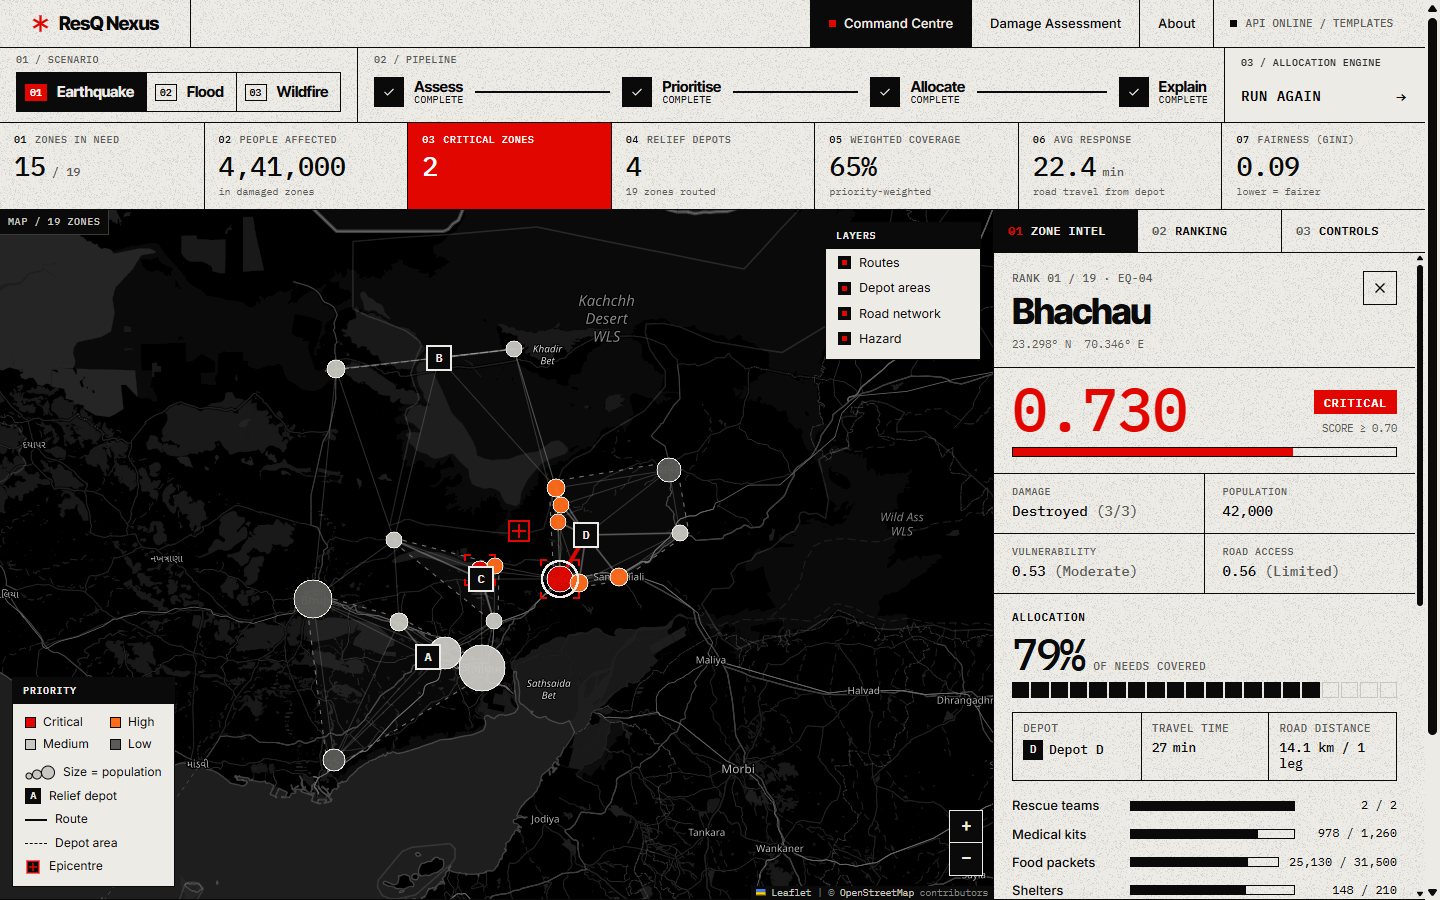 ResQ Nexus
Command Centre
Damage Assessment
About
API ONLINE / TEMPLATES
01 / SCENARIO
01 Earthquake
02 Flood
03 Wildfire
02 / PIPELINE
Assess
COMPLETE
Prioritise
COMPLETE
Allocate
COMPLETE
Explain
COMPLETE
03 / ALLOCATION ENGINE
RUN AGAIN →
01 ZONES IN NEED
15 / 19
02 PEOPLE AFFECTED
4,41,000
in damaged zones
03 CRITICAL ZONES
2
04 RELIEF DEPOTS
4
19 zones routed
05 WEIGHTED COVERAGE
65%
priority-weighted
06 AVG RESPONSE
22.4 min
road travel from depot
07 FAIRNESS (GINI)
0.09
lower = fairer
MAP / 19 ZONES
LAYERS
Routes
Depot areas
Road network
Hazard
Kachchh
Desert
WLS
Khadir
Bet
B
D
C
A
Wild Ass
WLS
દયાપર
નખત્રાણા
માંડવી
Sathsaida
Bet
Maliya
Halvad
Morbi
Jodiya
Tankara
Wankaner
PRIORITY
Critical
High
Medium
Low
Size = population
A Relief depot
Route
Depot area
Epicentre
+
−
Leaflet | © OpenStreetMap contributors
01 ZONE INTEL
02 RANKING
03 CONTROLS
RANK 01 / 19 · EQ-04
Bhachau
23.298° N 70.346° E
0.730
CRITICAL
SCORE ≥ 0.70
DAMAGE
Destroyed (3/3)
POPULATION
42,000
VULNERABILITY
0.53 (Moderate)
ROAD ACCESS
0.56 (Limited)
ALLOCATION
79% OF NEEDS COVERED
DEPOT
D Depot D
TRAVEL TIME
27 min
ROAD DISTANCE
14.1 km / 1
leg
Rescue teams 2 / 2
Medical kits 978 / 1,260
Food packets 25,130 / 31,500
Shelters 148 / 210